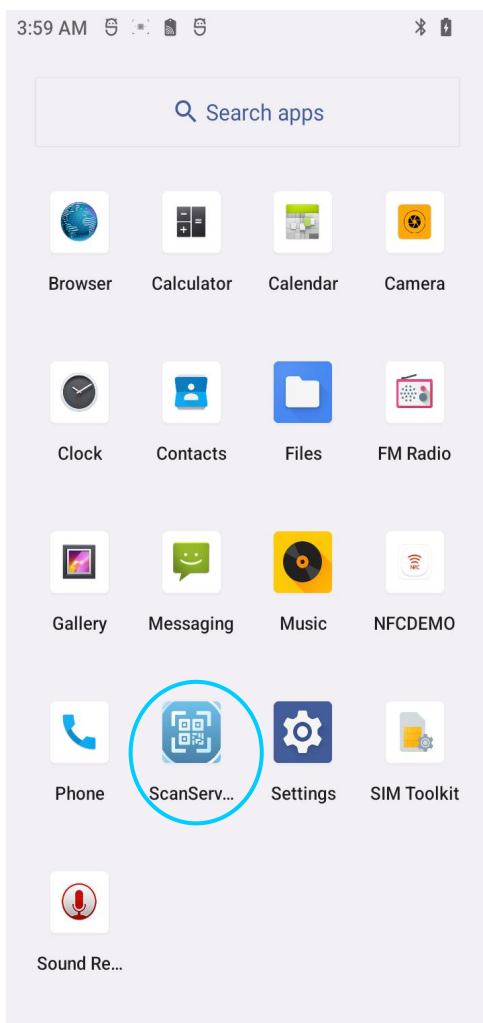 3:59 AM
Search apps
Browser Calculator Calendar Camera
Clock Contacts Files FM Radio
NFC
Gallery Messaging Music NFCDEMO
Phone ScanServ... Settings SIM Toolkit
Sound Re...